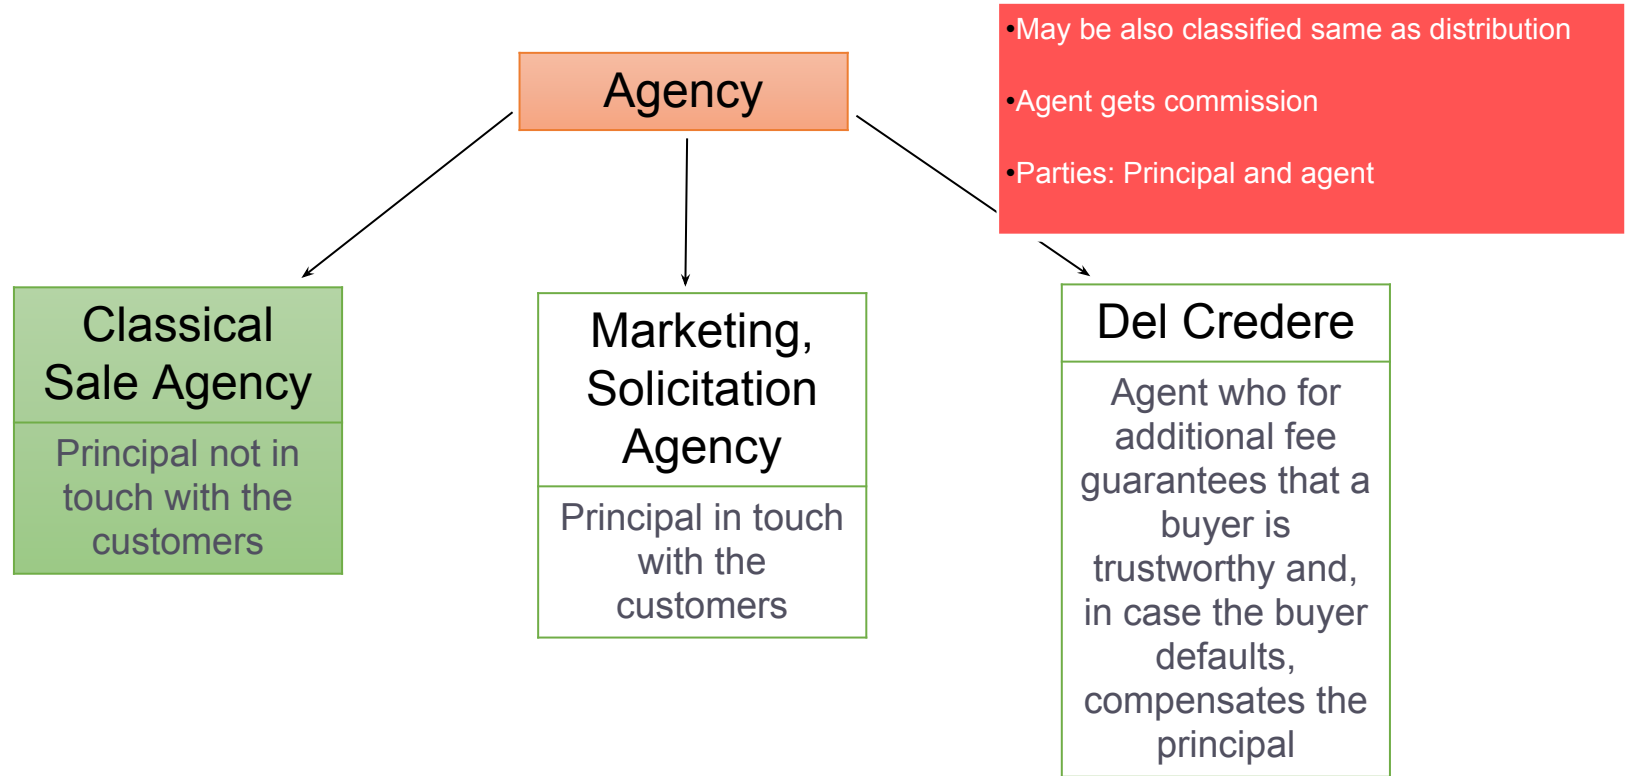 Agency
•May be also classified same as distribution
•Agent gets commission
•Parties: Principal and agent
Classical
Sale Agency
Principal not in
touch with the
customers
Marketing,
Solicitation
Agency
Principal in touch
with the
customers
Del Credere
Agent who for
additional fee
guarantees that a
buyer is
trustworthy and,
in case the buyer
defaults,
compensates the
principal